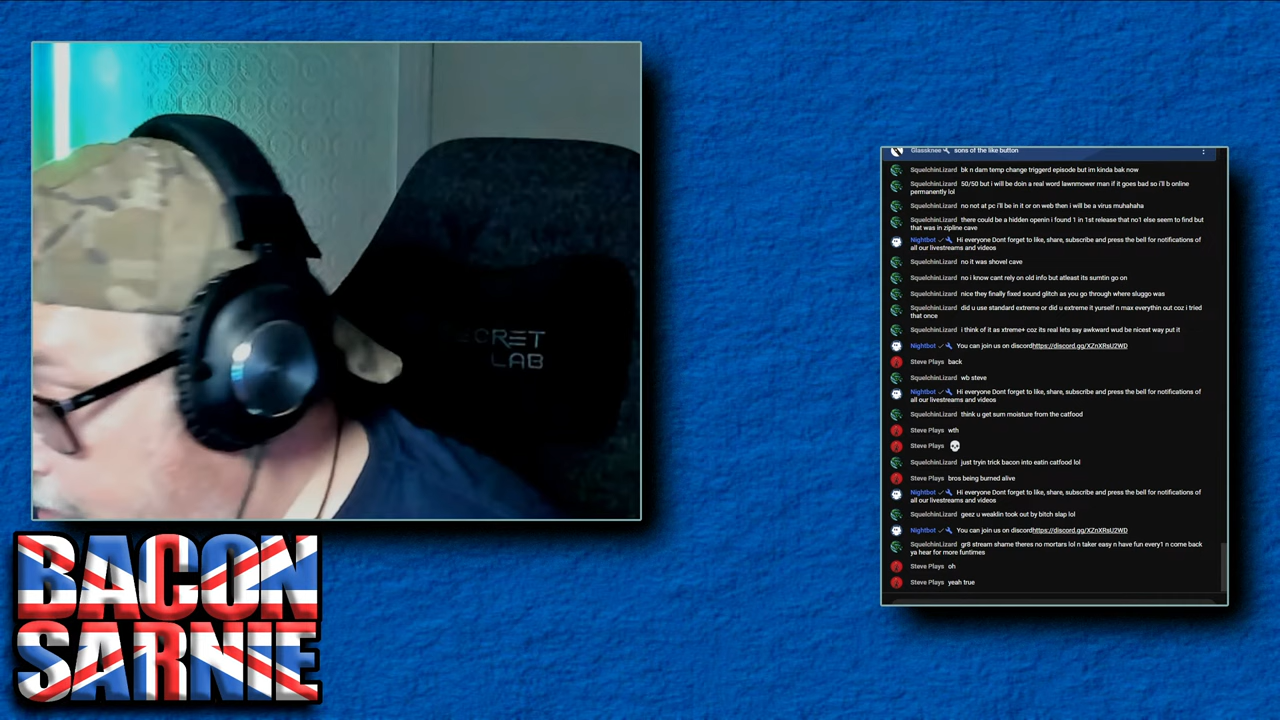 SECRET
LAB
BACON
SARNIE
Glassknee sons of the like button
SquelchinLizard bk n dam temp change triggerd episode but im kinda bak now
SquelchinLizard 50/50 but i will be doin a real word lawnmower man if it goes bad so i'll b online
permanently lol
SquelchinLizard no not at pc i'll be in it or on web then i will be a virus muhahaha
SquelchinLizard there could be a hidden openin i found 1 in 1st release that no1 else seem to find but
that was in zipline cave
Nightbot Hi everyone Dont forget to like, share, subscribe and press the bell for notifications of
all our livestreams and videos
SquelchinLizard no it was shovel cave
SquelchinLizard no i know cant rely on old info but atleast its sumtin go on
SquelchinLizard nice they finally fixed sound glitch as you go through where sluggo was
SquelchinLizard did u use standard extreme or did u extreme it yurself n max everythin out coz i tried
that once
SquelchinLizard i think of it as xtreme+ coz its real lets say awkward wud be nicest way put it
Nightbot You can join us on discordhttps://discord.gg/XZnXRsU2WD
Steve Plays back
SquelchinLizard wb steve
Nightbot Hi everyone Dont forget to like, share, subscribe and press the bell for notifications of
all our livestreams and videos
SquelchinLizard think u get sum moisture from the catfood
Steve Plays wth
Steve Plays 💀
SquelchinLizard just tryin trick bacon into eatin catfood lol
Steve Plays bros being burned alive
Nightbot Hi everyone Dont forget to like, share, subscribe and press the bell for notifications of
all our livestreams and videos
SquelchinLizard geez u weaklin took out by bitch slap lol
Nightbot You can join us on discordhttps://discord.gg/XZnXRsU2WD
SquelchinLizard gr8 stream shame theres no mortars lol n taker easy n have fun every1 n come back
ya hear for more funtimes
Steve Plays oh
Steve Plays yeah true